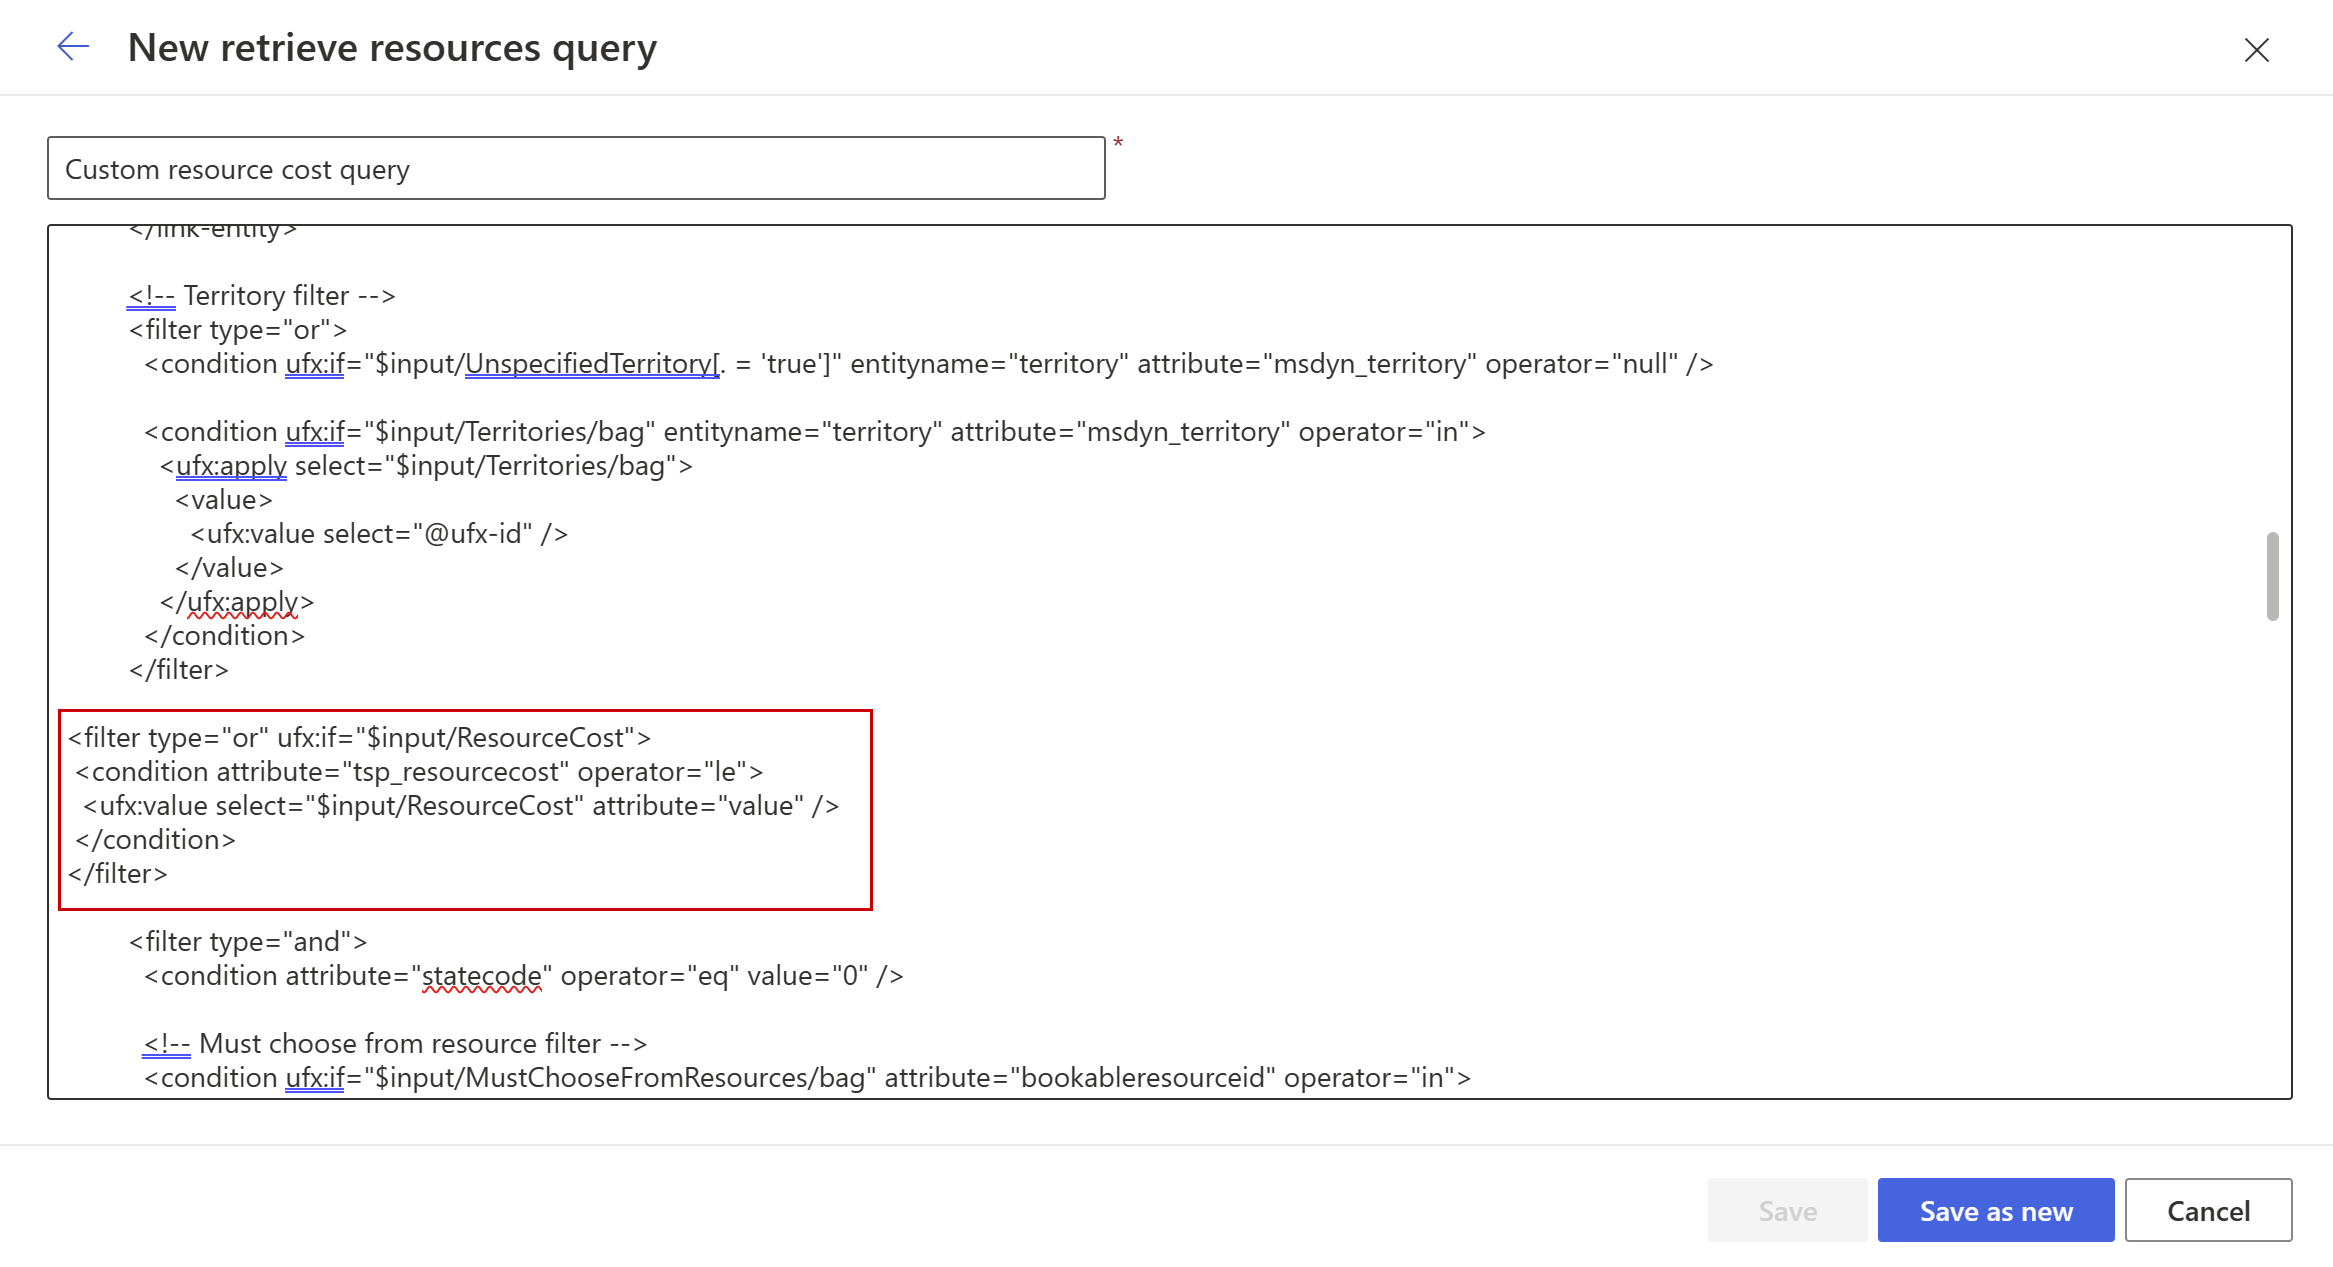 New retrieve resources query
Custom resource cost query
*
</link-entity>
<!-- Territory filter -->
<filter type="or">
<condition ufx:if="$input/UnspecifiedTerritory[. = 'true']" entityname="territory" attribute="msdyn_territory" operator="null" />
<condition ufx:if="$input/Territories/bag" entityname="territory" attribute="msdyn_territory" operator="in">
<ufx:apply select="$input/Territories/bag">
<value>
<ufx:value select="@ufx-id" />
</value>
</ufx:apply>
</condition>
</filter>
<filter type="or" ufx:if="$input/ResourceCost">
<condition attribute="tsp_resourcecost" operator="le">
<ufx:value select="$input/ResourceCost" attribute="value" />
</condition>
</filter>
<filter type="and">
<condition attribute="statecode" operator="eq" value="0" />
<!-- Must choose from resource filter -->
<condition ufx:if="$input/MustChooseFromResources/bag" attribute="bookableresourceid" operator="in">
Save
Save as new
Cancel